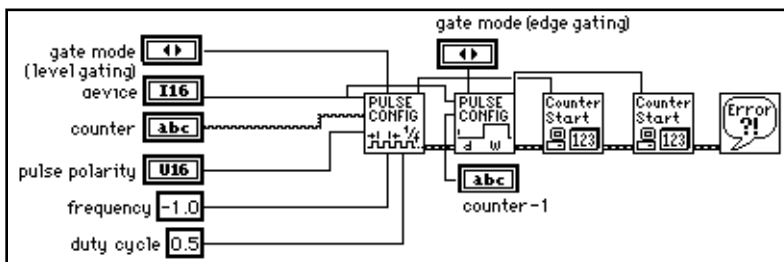 gate mode (edge gating)
gate mode
(level gating)
device
I16
counter
abc
pulse polarity
U16
frequency
-1.0
duty cycle
0.5
PULSE
CONFIG
PULSE
CONFIG
d W
Counter
Start
123
Counter
Start
123
Error
?!
abc
counter-1